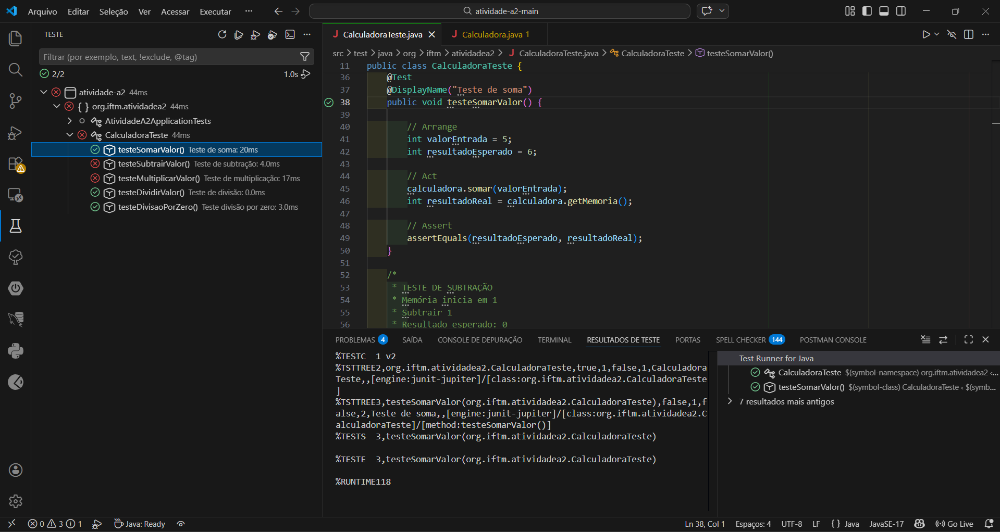 Arquivo Editar Seleção Ver Acessar Executar ··· atividade-a2-main
TESTE
Filtrar (por exemplo, text, !exclude, @tag)
2/2 1.0s
atividade-a2 44ms
{ } org.iftm.atividadea2 44ms
AtividadeA2ApplicationTests
CalculadoraTeste 44ms
testeSomarValor() Teste de soma: 20ms
testeSubtrairValor() Teste de subtração: 4.0ms
testeMultiplicarValor() Teste de multiplicação: 17ms
testeDividirValor() Teste de divisão: 0.0ms
testeDivisaoPorZero() Teste divisão por zero: 3.0ms
J CalculadoraTeste.java J Calculadora.java 1
src > test > java > org > iftm > atividadea2 > J CalculadoraTeste.java > CalculadoraTeste > testeSomarValor()
11 public class CalculadoraTeste {
36 @Test
37 @DisplayName("Teste de soma")
38 public void testeSomarValor() {
39
40 // Arrange
41 int valorEntrada = 5;
42 int resultadoEsperado = 6;
43
44 // Act
45 calculadora.somar(valorEntrada);
46 int resultadoReal = calculadora.getMemoria();
47
48 // Assert
49 assertEquals(resultadoEsperado, resultadoReal);
50 }
51
52 /*
53 * TESTE DE SUBTRAÇÃO
54 * Memória inicia em 1
55 * Subtrair 1
56 * Resultado esperado: 0
PROBLEMAS 4 SAÍDA CONSOLE DE DEPURAÇÃO TERMINAL RESULTADOS DE TESTE PORTAS SPELL CHECKER 144 POSTMAN CONSOLE
%TESTC 1 v2
%TSTTREE2,org.iftm.atividadea2.CalculadoraTeste,true,1,false,1,Calculadora
Teste,,[engine:junit-jupiter]/[class:org.iftm.atividadea2.CalculadoraTeste
]
%TSTTREE3,testeSomarValor(org.iftm.atividadea2.CalculadoraTeste),false,1,f
alse,2,Teste de soma,,[engine:junit-jupiter]/[class:org.iftm.atividadea2.C
alculadoraTeste]/[method:testeSomarValor()]
%TESTS 3,testeSomarValor(org.iftm.atividadea2.CalculadoraTeste)
%TESTE 3,testeSomarValor(org.iftm.atividadea2.CalculadoraTeste)
%RUNTIME118
Test Runner for Java
CalculadoraTeste $(symbol-namespace) org.iftm.atividadea2 ‹...
testeSomarValor() $(symbol-class) CalculadoraTeste ‹ $(symb...
7 resultados mais antigos
0 3 1 Java: Ready Ln 38, Col 1 Espaços: 4 UTF-8 LF { } Java JavaSE-17 Go Live